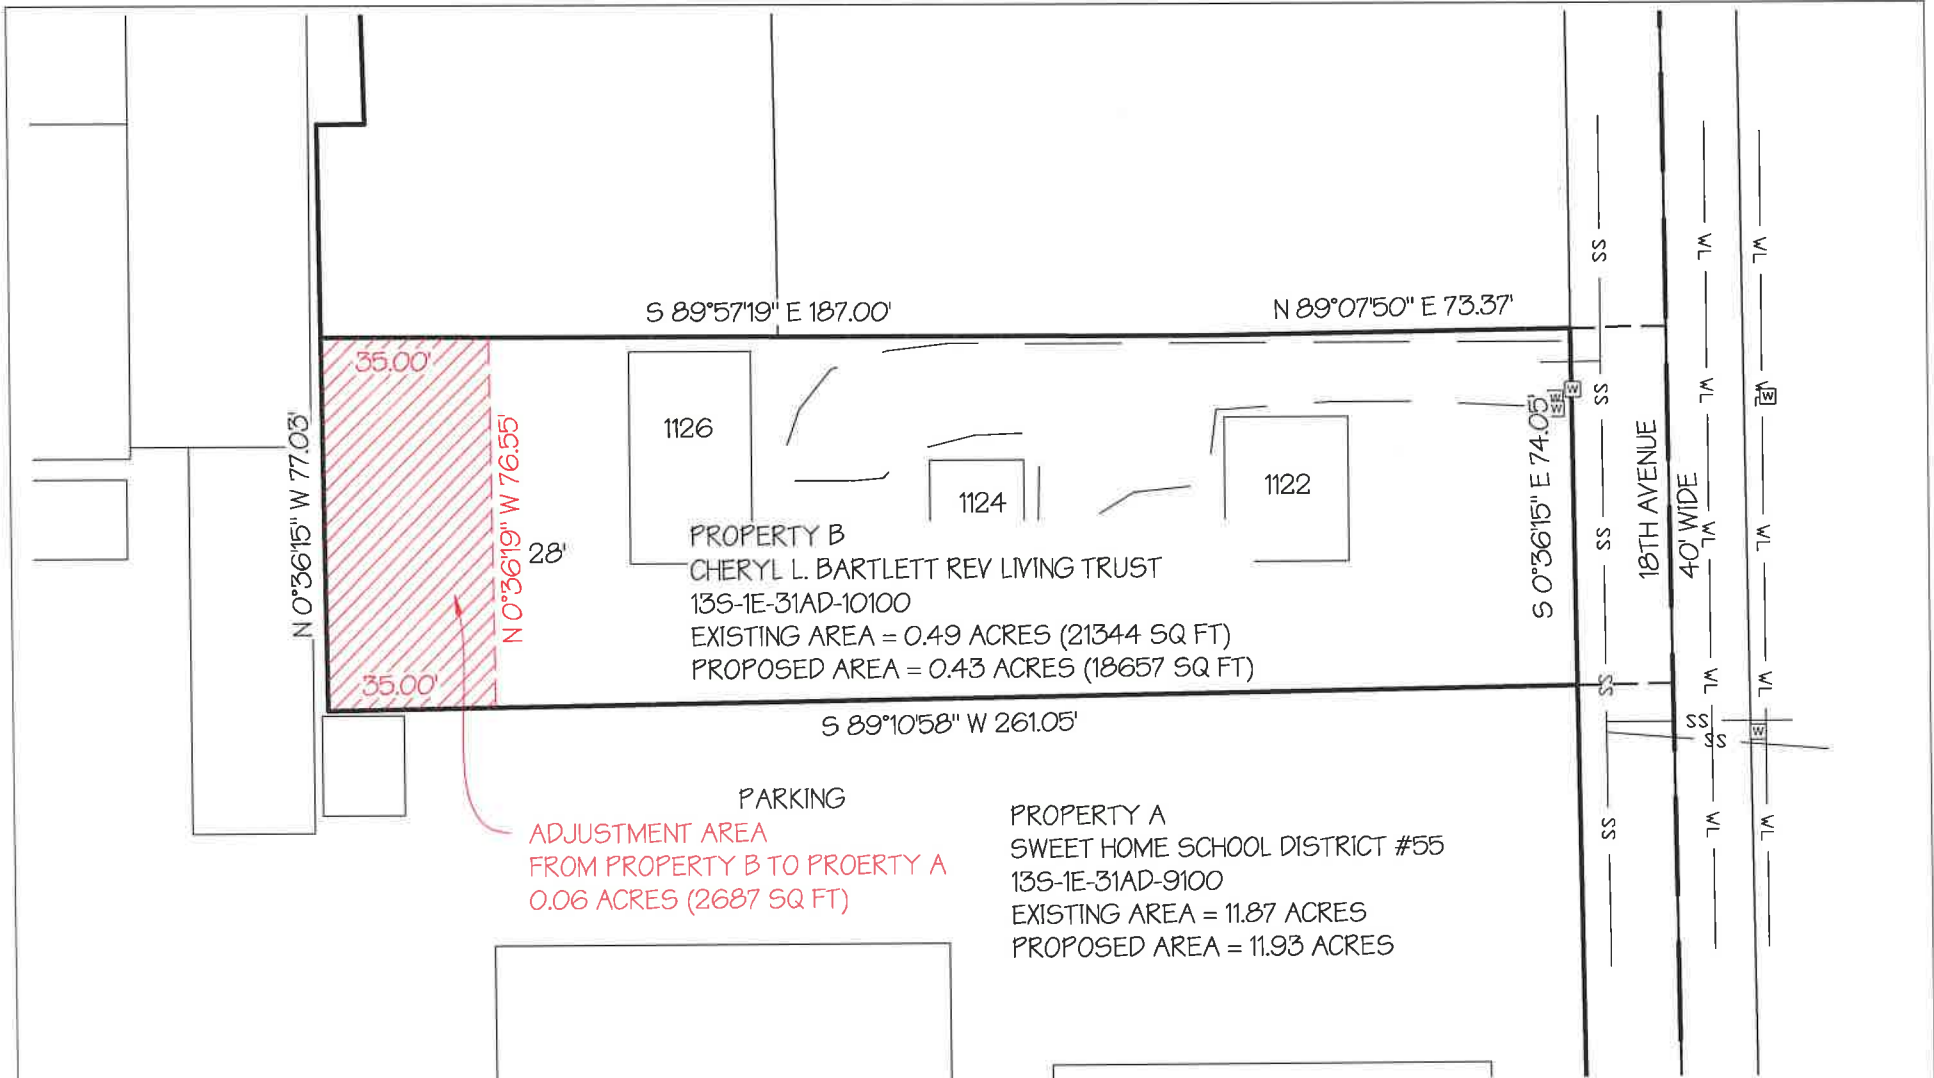 S 89°57'19" E 187.00'
N 89°07'50" E 73.37'
35.00'
N 0°36'15" W 77.03'
N 0°36'19" W 76.55'
28'
35.00'
1126
1124
1122
PROPERTY B
CHERYL L. BARTLETT REV LIVING TRUST
13S-1E-31AD-10100
EXISTING AREA = 0.49 ACRES (21344 SQ FT)
PROPOSED AREA = 0.43 ACRES (18657 SQ FT)
S 0°36'15" E 74.05'
S 89°10'58" W 261.05'
18TH AVENUE
40' WIDE
PARKING
ADJUSTMENT AREA
FROM PROPERTY B TO PROERTY A
0.06 ACRES (2687 SQ FT)
PROPERTY A
SWEET HOME SCHOOL DISTRICT #55
13S-1E-31AD-9100
EXISTING AREA = 11.87 ACRES
PROPOSED AREA = 11.93 ACRES
SS
SS
SS
SS
SS
SS
SS
WL
WL
WL
WL
WL
WL
WL
WL
WL
WL
W
W
W
W
W